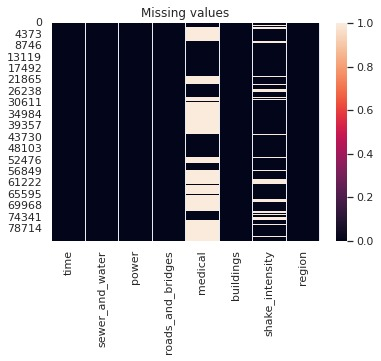 Missing values
0
4373
8746
13119
17492
21865
26238
30611
34984
39357
43730
48103
52476
56849
61222
65595
69968
74341
78714
time
sewer_and_water
power
roads_and_bridges
medical
buildings
shake_intensity
region
1.0
0.8
0.6
0.4
0.2
0.0